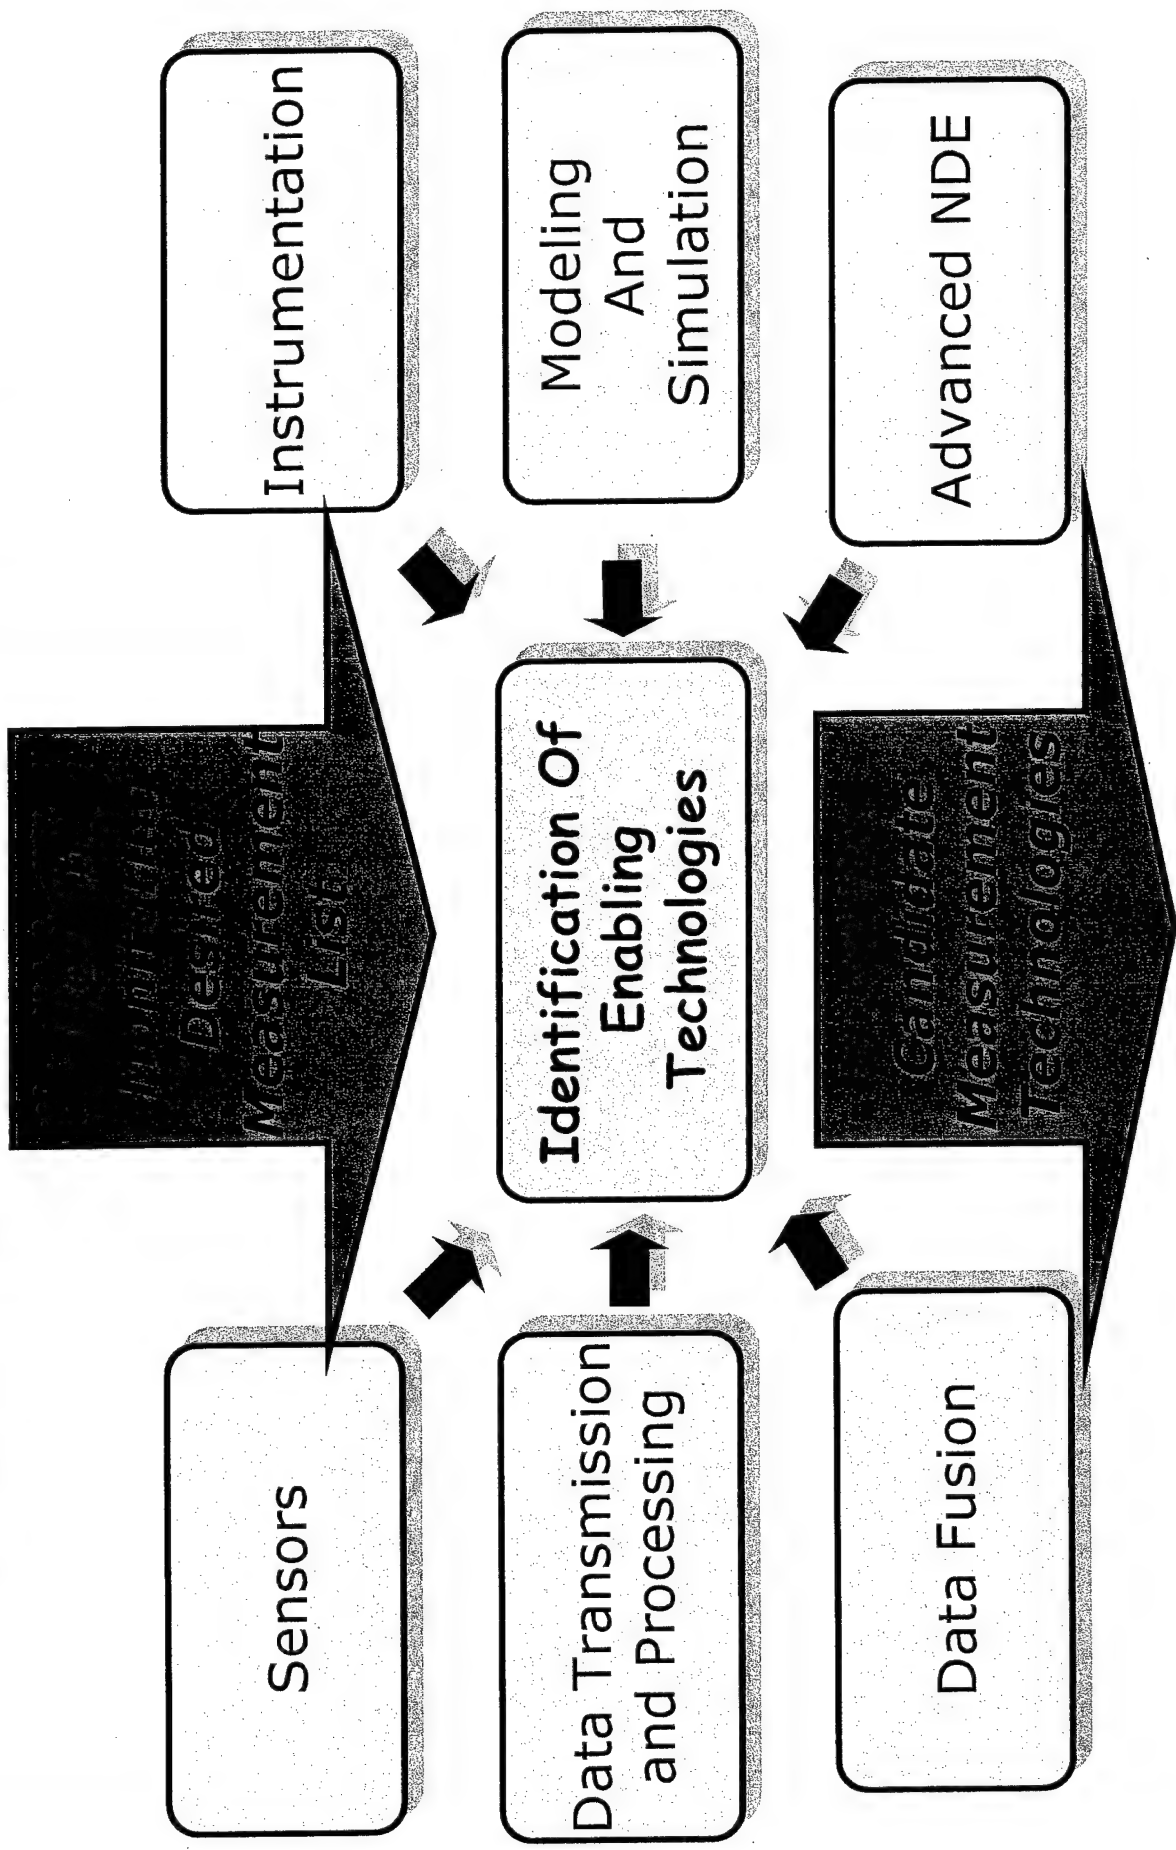 Desired
Measurement
List
Sensors
Instrumentation
Data Transmission
and Processing
Identification Of
Enabling
Technologies
Modeling
And
Simulation
Data Fusion
Candidate
Measurement
Technologies
Advanced NDE